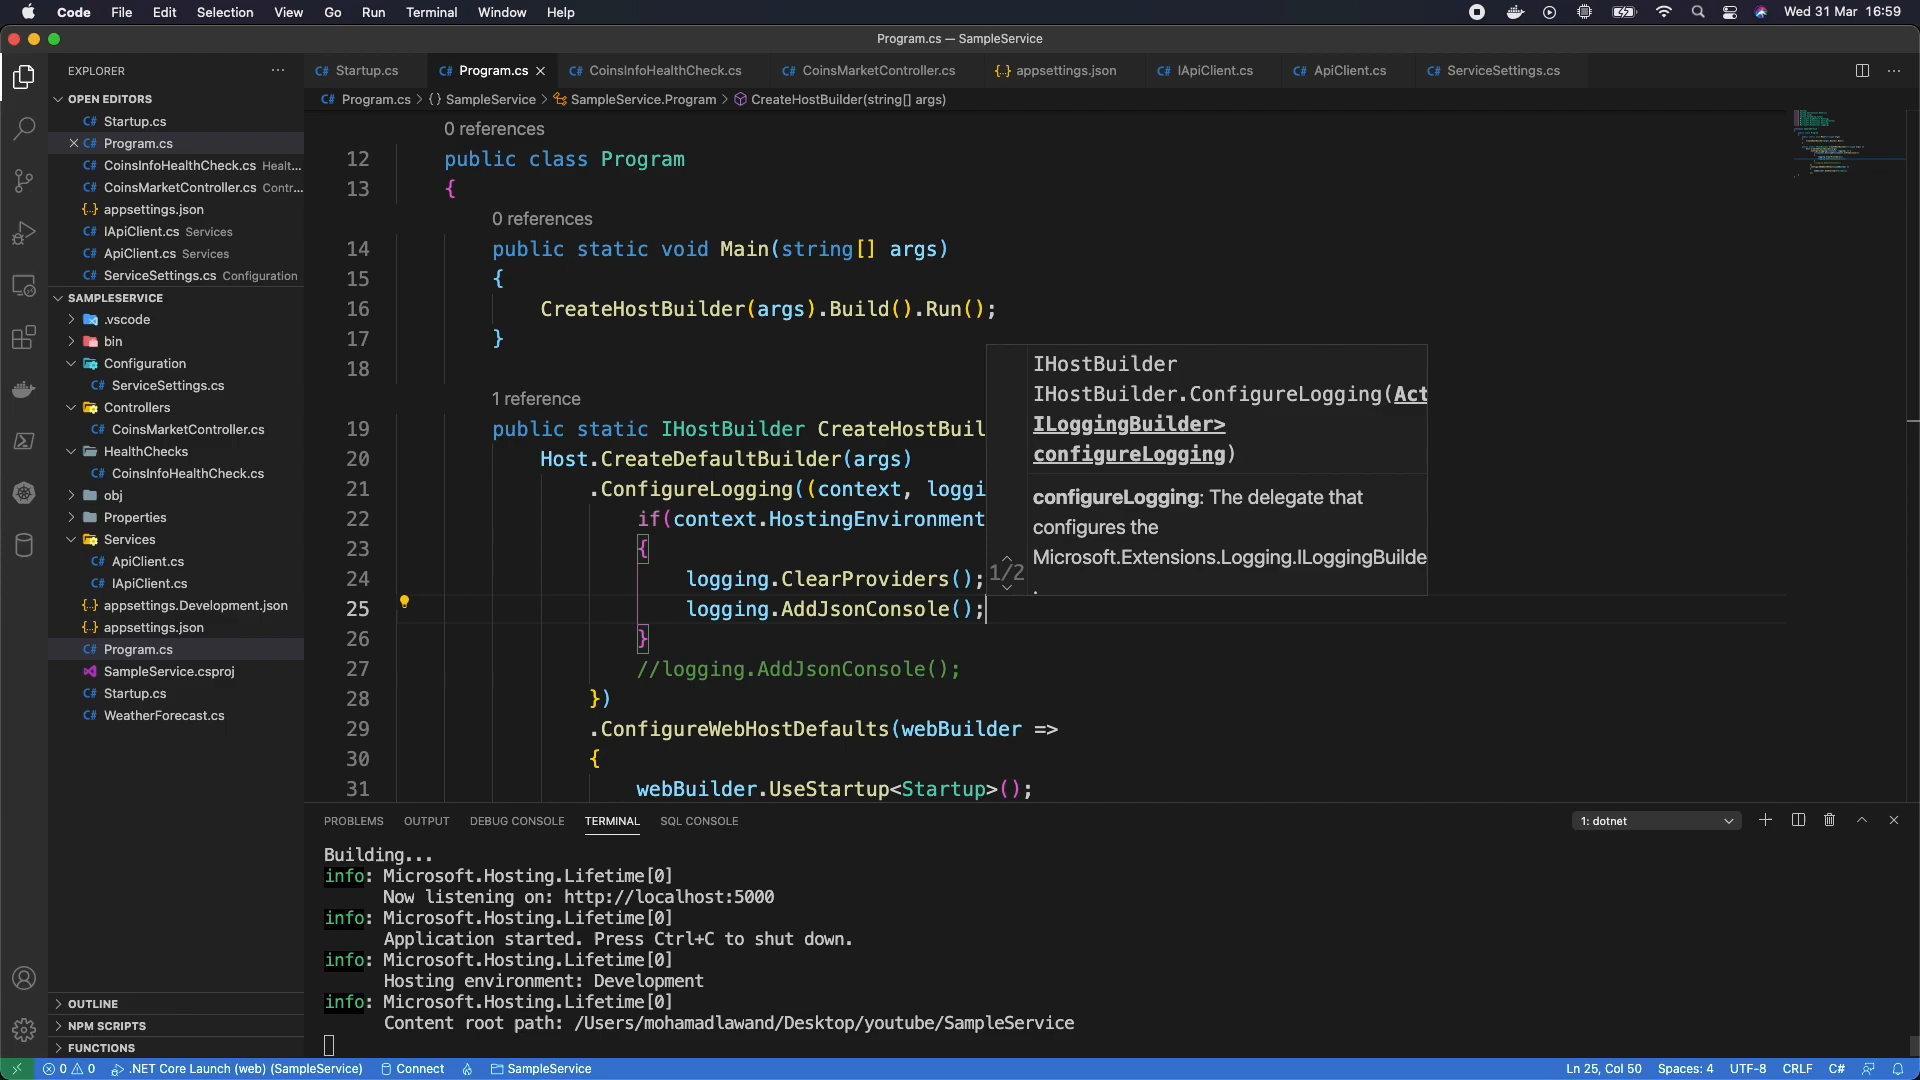 Code File Edit Selection View Go Run Terminal Window Help Wed 31 Mar 16:59
Program.cs — SampleService
EXPLORER
Startup.cs Program.cs CoinsInfoHealthCheck.cs CoinsMarketController.cs appsettings.json IApiClient.cs ApiClient.cs ServiceSettings.cs
Program.cs > {} SampleService > SampleService.Program > CreateHostBuilder(string[] args)
OPEN EDITORS
C# Startup.cs
C# Program.cs
C# CoinsInfoHealthCheck.cs Healt...
C# CoinsMarketController.cs Contr...
{..} appsettings.json
C# IApiClient.cs Services
C# ApiClient.cs Services
C# ServiceSettings.cs Configuration
SAMPLESERVICE
.vscode
bin
Configuration
C# ServiceSettings.cs
Controllers
C# CoinsMarketController.cs
HealthChecks
C# CoinsInfoHealthCheck.cs
obj
Properties
Services
C# ApiClient.cs
C# IApiClient.cs
{..} appsettings.Development.json
{..} appsettings.json
C# Program.cs
SampleService.csproj
C# Startup.cs
C# WeatherForecast.cs
OUTLINE
NPM SCRIPTS
FUNCTIONS
0 references
12 public class Program
13 {
0 references
14 public static void Main(string[] args)
15 {
16 CreateHostBuilder(args).Build().Run();
17 }
18
1 reference
19 public static IHostBuilder CreateHostBuil
20 Host.CreateDefaultBuilder(args)
21 .ConfigureLogging((context, loggi
22 if(context.HostingEnvironment
23 {
24 logging.ClearProviders();
25 logging.AddJsonConsole();
26 }
27 //logging.AddJsonConsole();
28 })
29 .ConfigureWebHostDefaults(webBuilder =>
30 {
31 webBuilder.UseStartup<Startup>();
IHostBuilder
IHostBuilder.ConfigureLogging(Act
ILoggingBuilder>
configureLogging)
configureLogging: The delegate that
configures the
Microsoft.Extensions.Logging.ILoggingBuilde
.
1/2
PROBLEMS OUTPUT DEBUG CONSOLE TERMINAL SQL CONSOLE 1: dotnet
Building...
info: Microsoft.Hosting.Lifetime[0]
Now listening on: http://localhost:5000
info: Microsoft.Hosting.Lifetime[0]
Application started. Press Ctrl+C to shut down.
info: Microsoft.Hosting.Lifetime[0]
Hosting environment: Development
info: Microsoft.Hosting.Lifetime[0]
Content root path: /Users/mohamadlawand/Desktop/youtube/SampleService
0 0 .NET Core Launch (web) (SampleService) Connect SampleService Ln 25, Col 50 Spaces: 4 UTF-8 CRLF C#